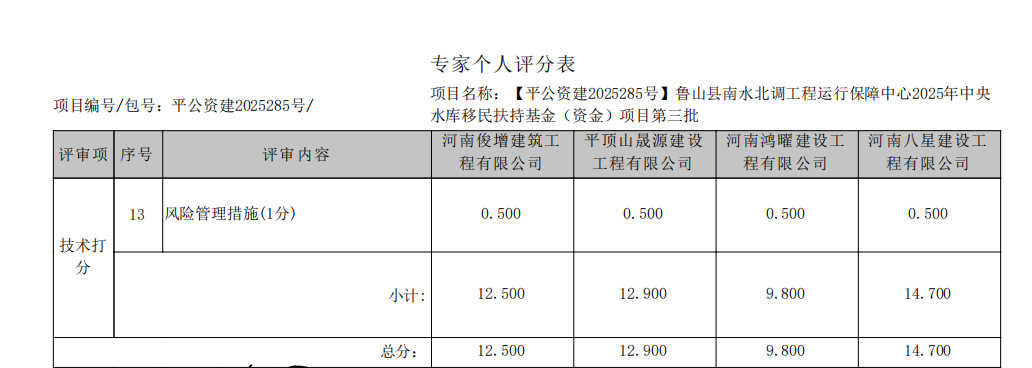 专家个人评分表
项目编号/包号：平公资建2025285号/
项目名称：【平公资建2025285号】鲁山县南水北调工程运行保障中心2025年中央
水库移民扶持基金（资金）项目第三批
评审项 序号 评审内容 河南俊增建筑工程有限公司 平顶山晟源建设工程有限公司 河南鸿曜建设工程有限公司 河南八星建设工程有限公司
技术打分
13 风险管理措施(1分) 0.500 0.500 0.500 0.500
小计: 12.500 12.900 9.800 14.700
总分: 12.500 12.900 9.800 14.700